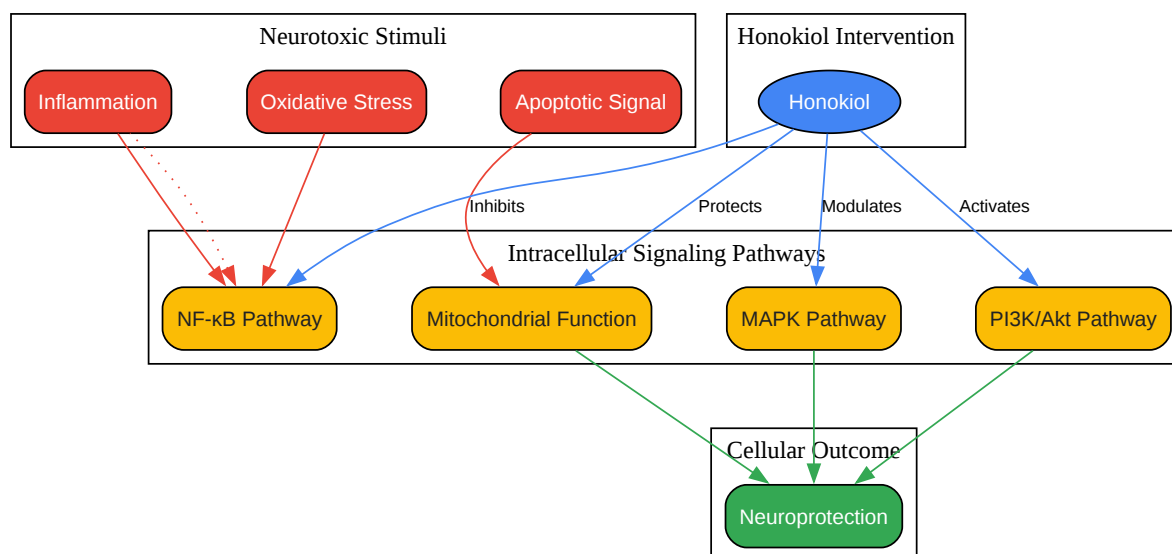 Neurotoxic Stimuli
Honokiol Intervention
Inflammation
Oxidative Stress
Apoptotic Signal
Honokiol
Inhibits
Protects
Modulates
Activates
Intracellular Signaling Pathways
NF-κB Pathway
Mitochondrial Function
MAPK Pathway
PI3K/Akt Pathway
Cellular Outcome
Neuroprotection